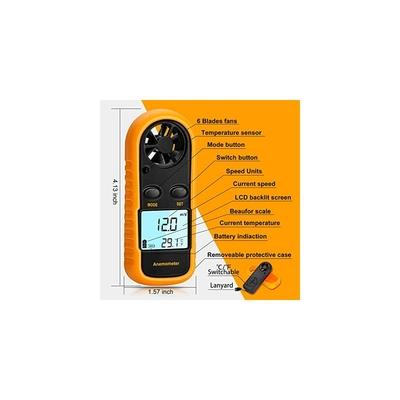 6 Blades fans
Temperature sensor
Mode button
Switch button
Speed Units
Current speed
LCD backlit screen
Beaufor scale
Current temperature
Battery indiaction
Removeable protective case
°C/°F
Switchable
Lanyard
4.13 inch
1.57 inch
MODE SET
m/s
12.0
29.1
Anemometer